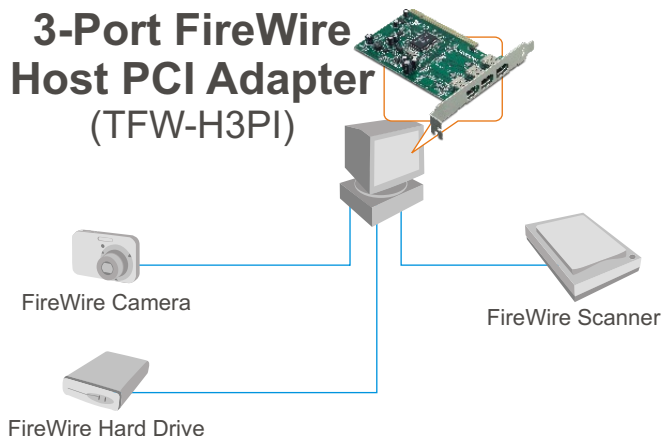 3-Port FireWire
Host PCI Adapter
(TFW-H3PI)
FireWire Camera
FireWire Scanner
FireWire Hard Drive